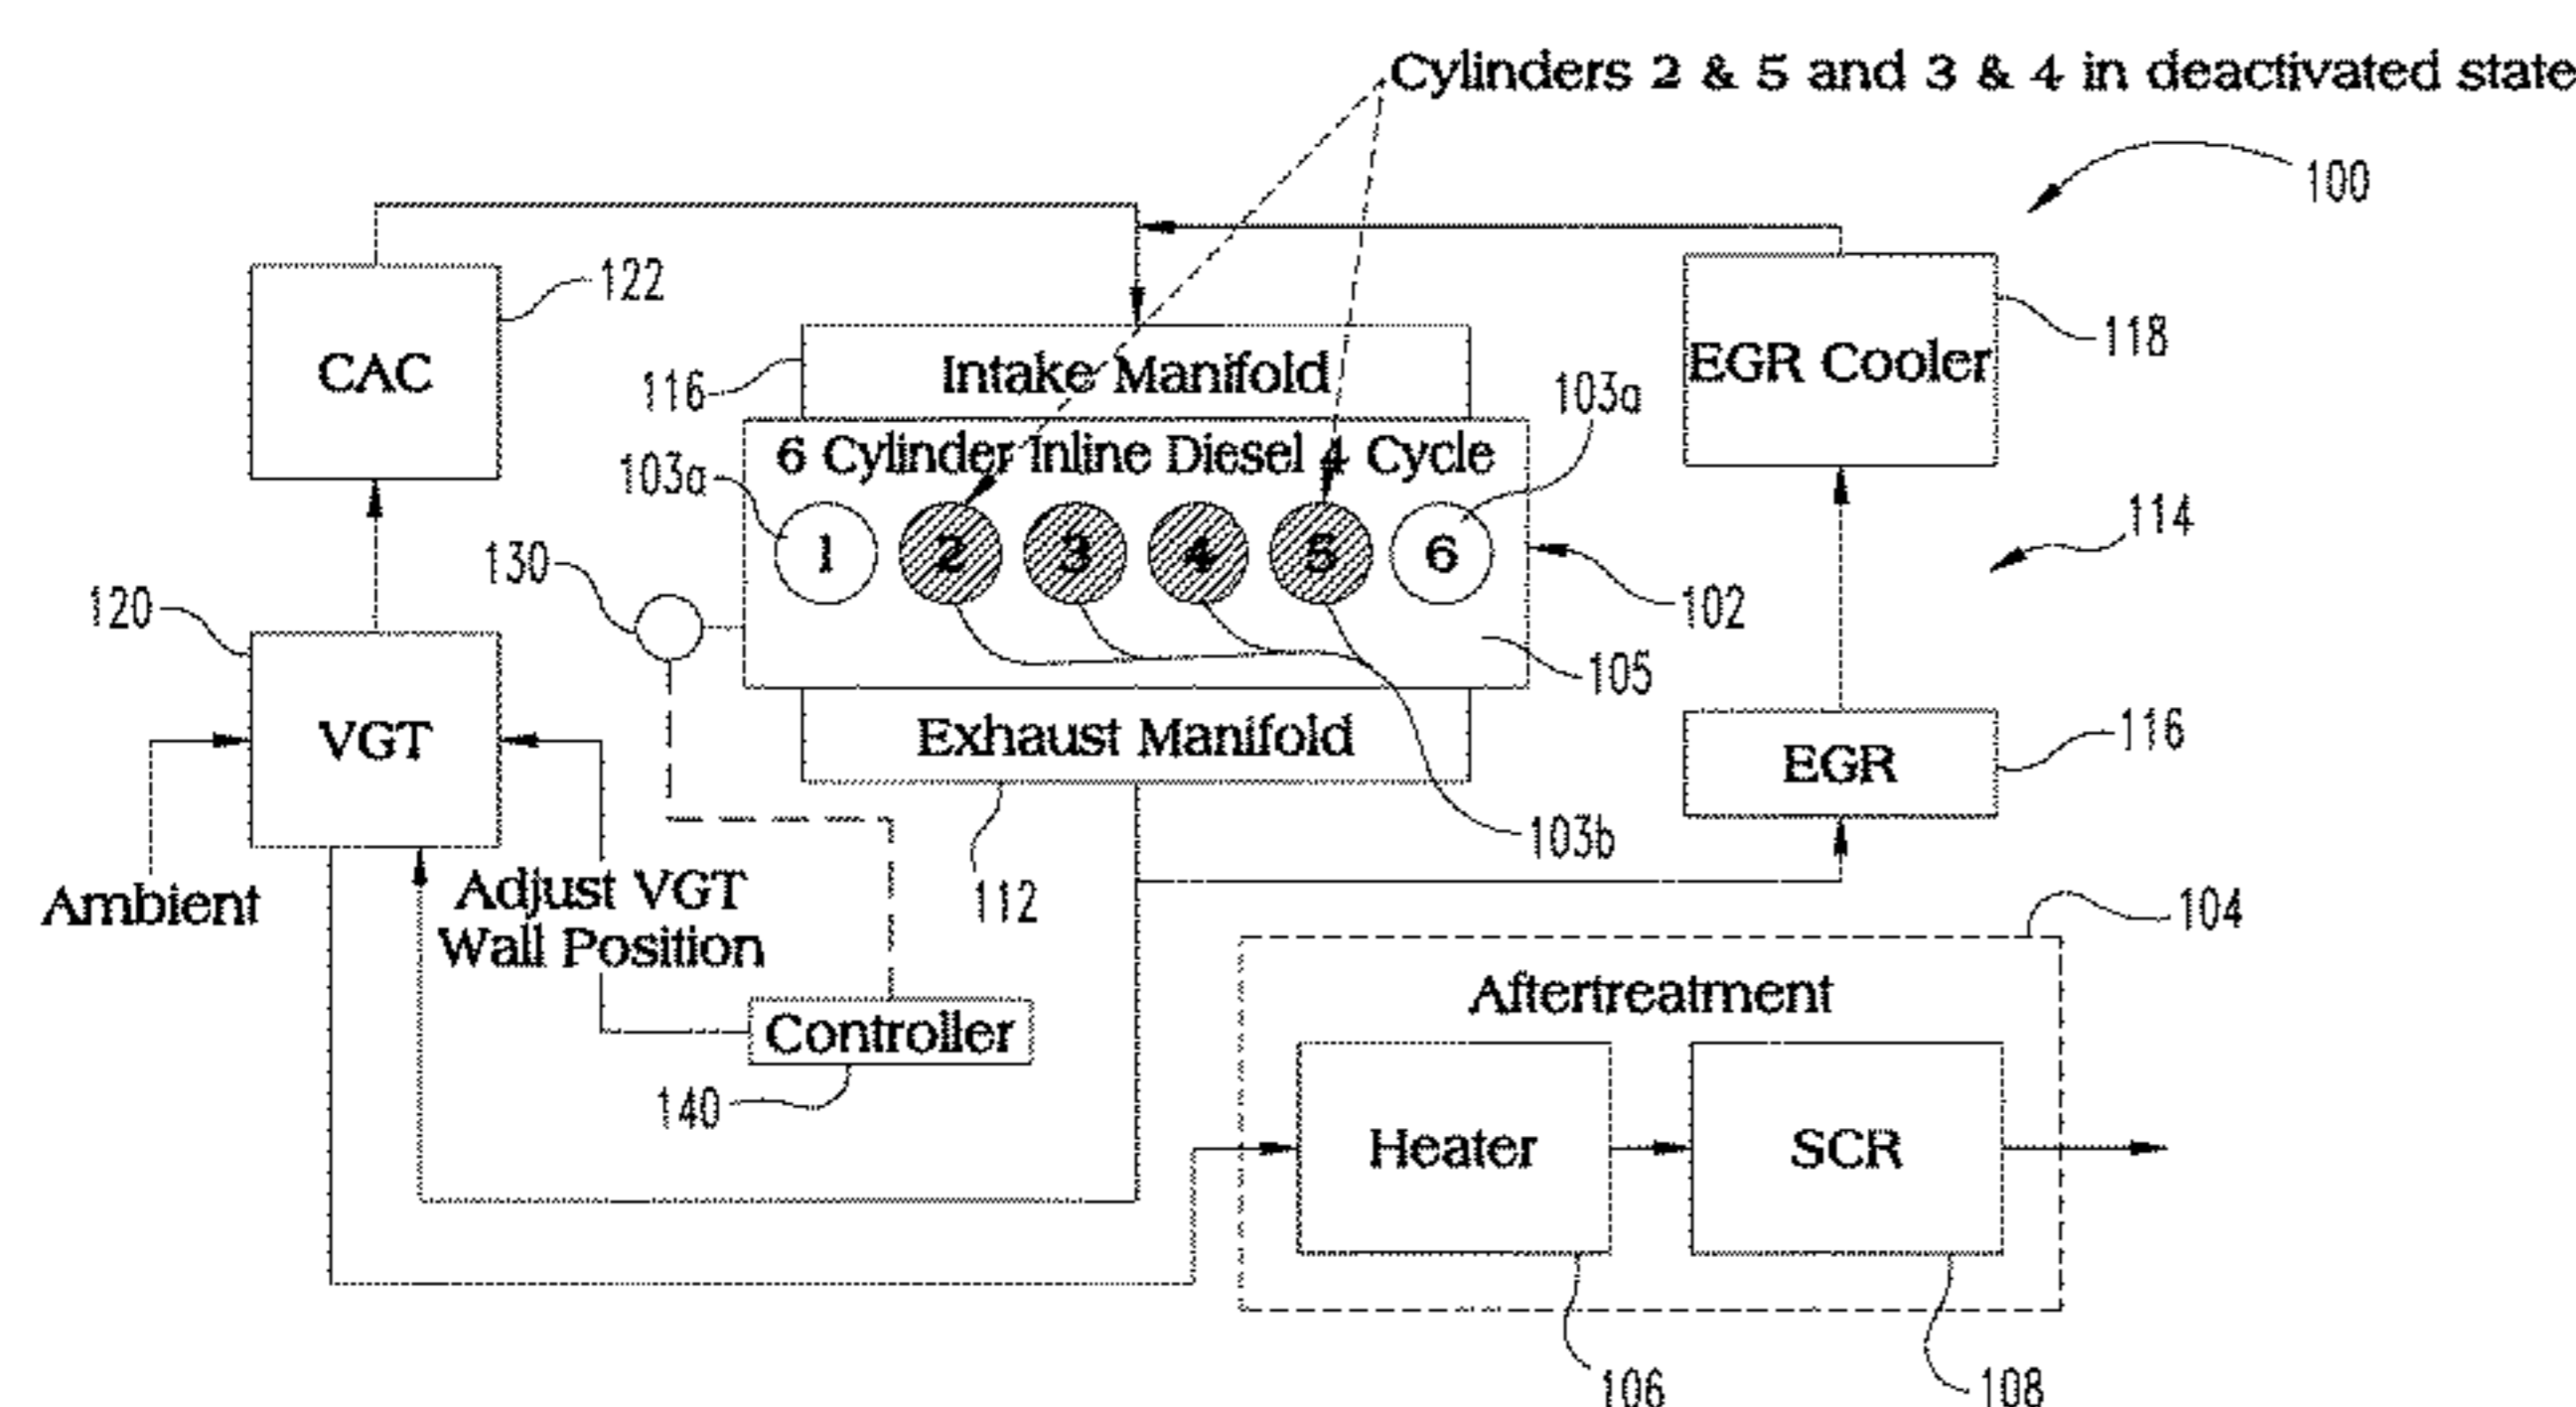 Cylinders 2 & 5 and 3 & 4 in deactivated state
100
122
CAC
116
Intake Manifold
EGR Cooler
118
103a
6 Cylinder Inline Diesel 4 Cycle
103a
1 2 3 4 5 6
114
130
102
120
105
VGT
Exhaust Manifold
EGR
116
103b
Ambient
Adjust VGT
Wall Position
112
104
Aftertreatment
Controller
140
Heater
SCR
106
108